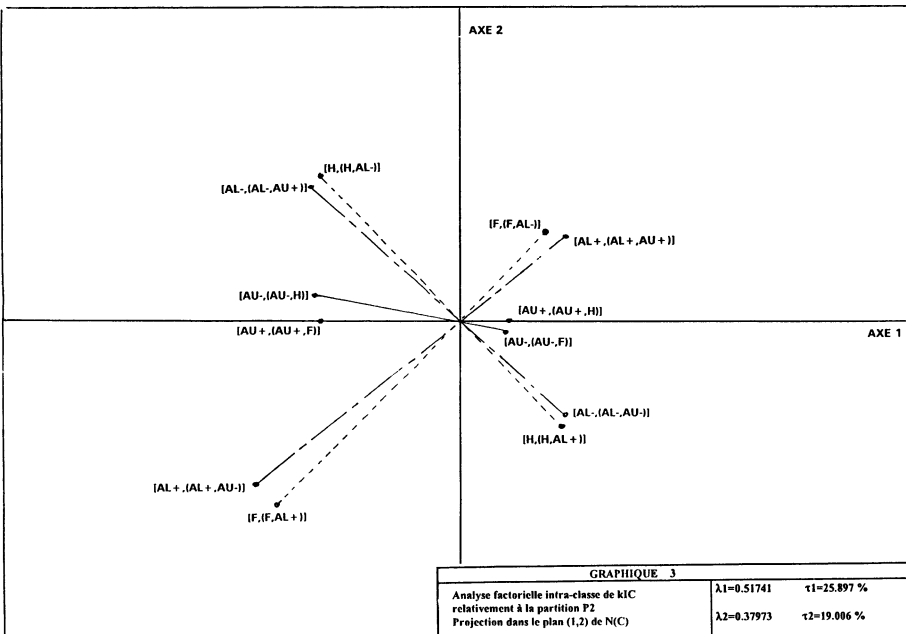 AXE 2
[H,(H,AL-)]
[AL-,(AL-,AU+)]
[F,(F,AL-)]
[AL+,(AL+,AU+)]
[AU-,(AU-,H)]
[AU+,(AU+,H)]
[AU+,(AU+,F)]
AXE 1
[AU-,(AU-,F)]
[AL-,(AL-,AU-)]
[H,(H,AL+)]
[AL+,(AL+,AU-)]
[F,(F,AL+)]
GRAPHIQUE 3
Analyse factorielle intra-classe de kIC
relativement à la partition P2
Projection dans le plan (1,2) de N(C)
λ1=0.51741 τ1=25.897 %
λ2=0.37973 τ2=19.006 %